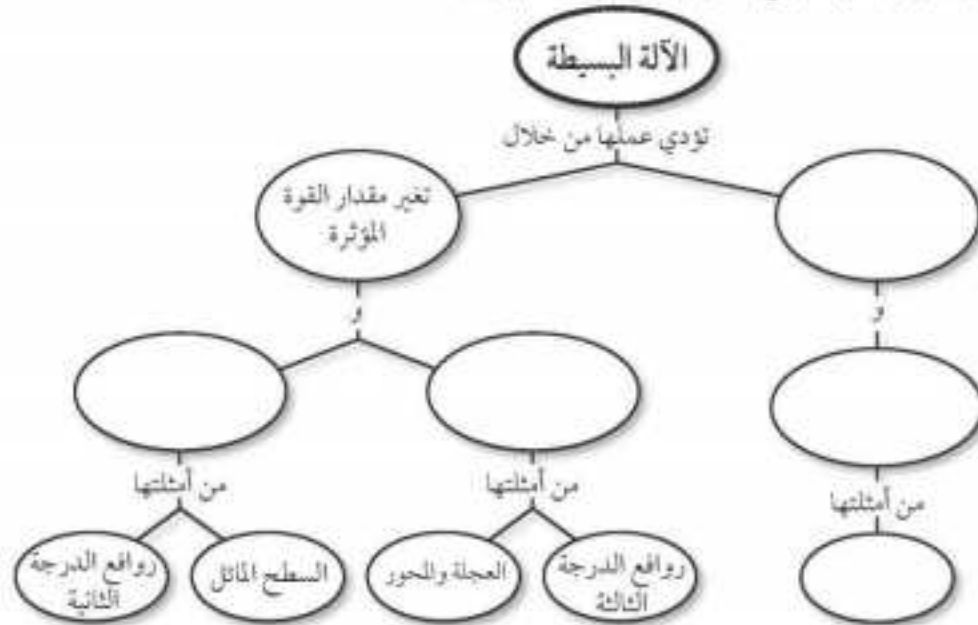 الآلة البسيطة
تؤدي عملها من خلال
تغير مقدار القوة
المؤثرة
و
و
من أمثلتها
من أمثلتها
من أمثلتها
روافع الدرجة
الثانية
السطح المائل
العجلة والمحور
روافع الدرجة
الثالثة